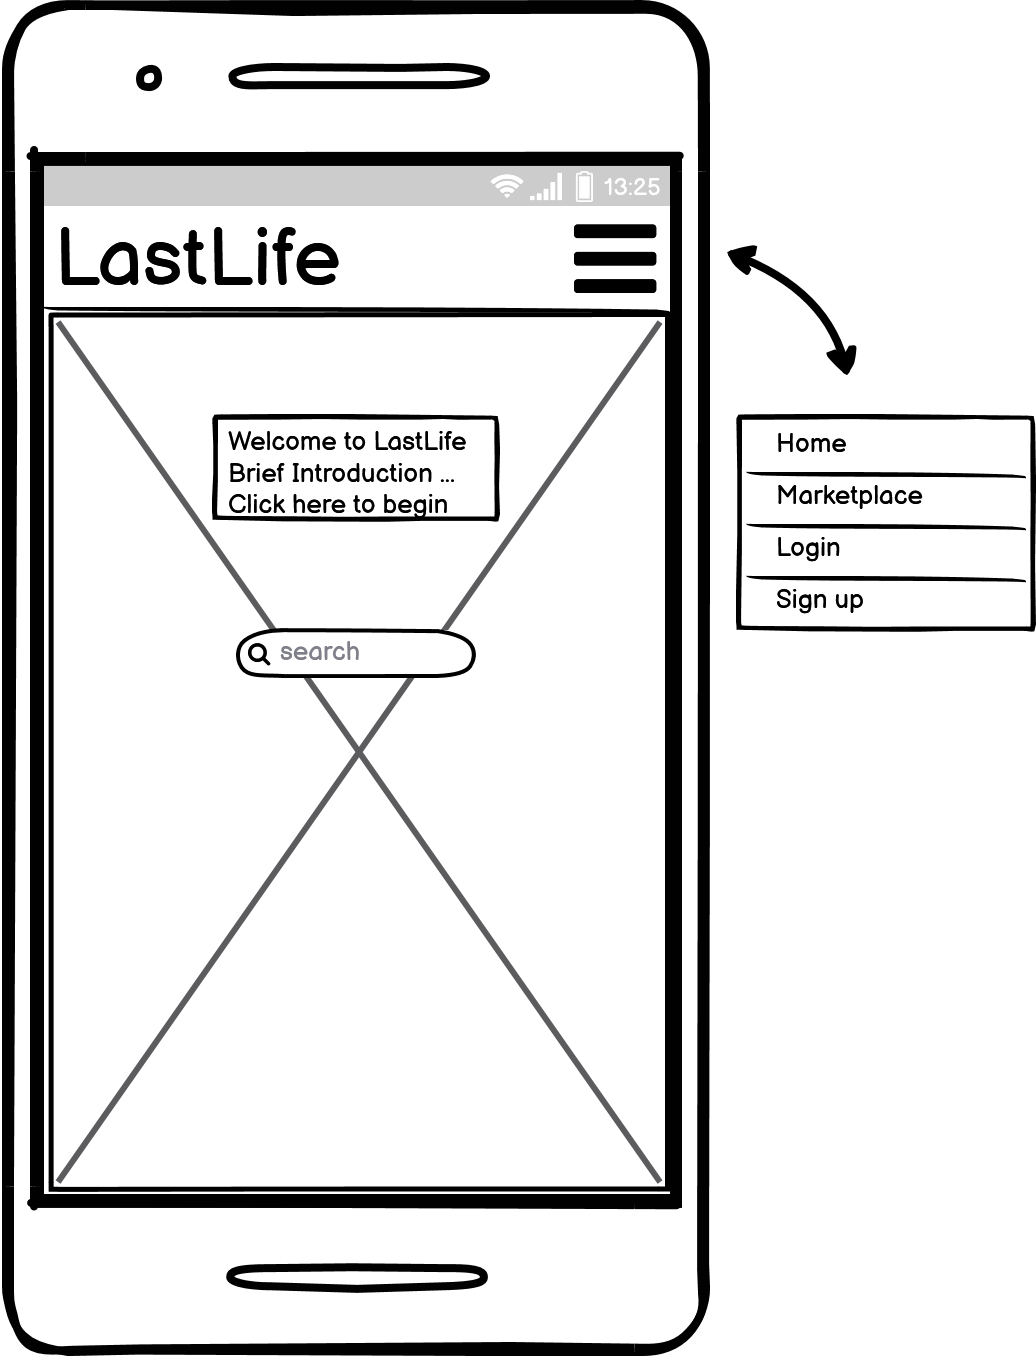 13:25
LastLife
Welcome to LastLife
Brief Introduction ...
Click here to begin
search
Home
Marketplace
Login
Sign up